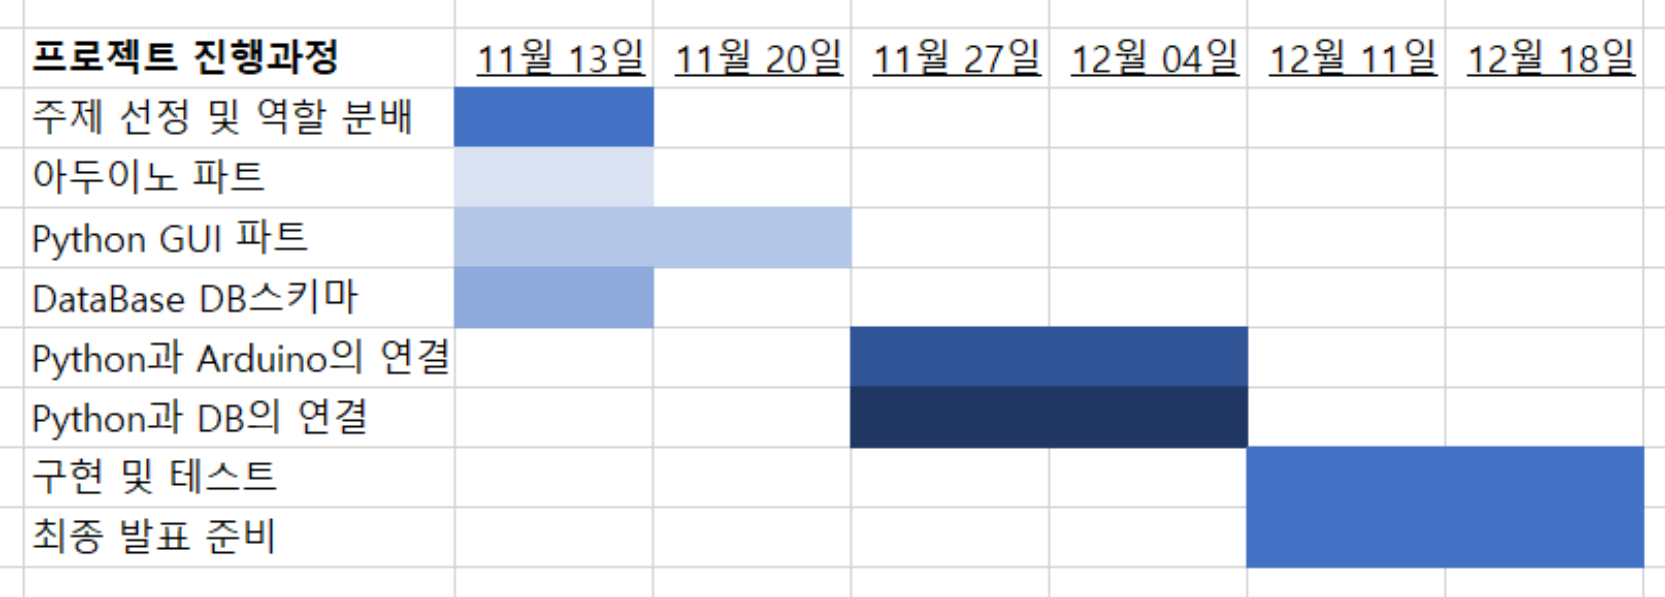 프로젝트 진행과정 11월 13일 11월 20일 11월 27일 12월 04일 12월 11일 12월 18일
주제 선정 및 역할 분배
아두이노 파트
Python GUI 파트
DataBase DB스키마
Python과 Arduino의 연결
Python과 DB의 연결
구현 및 테스트
최종 발표 준비